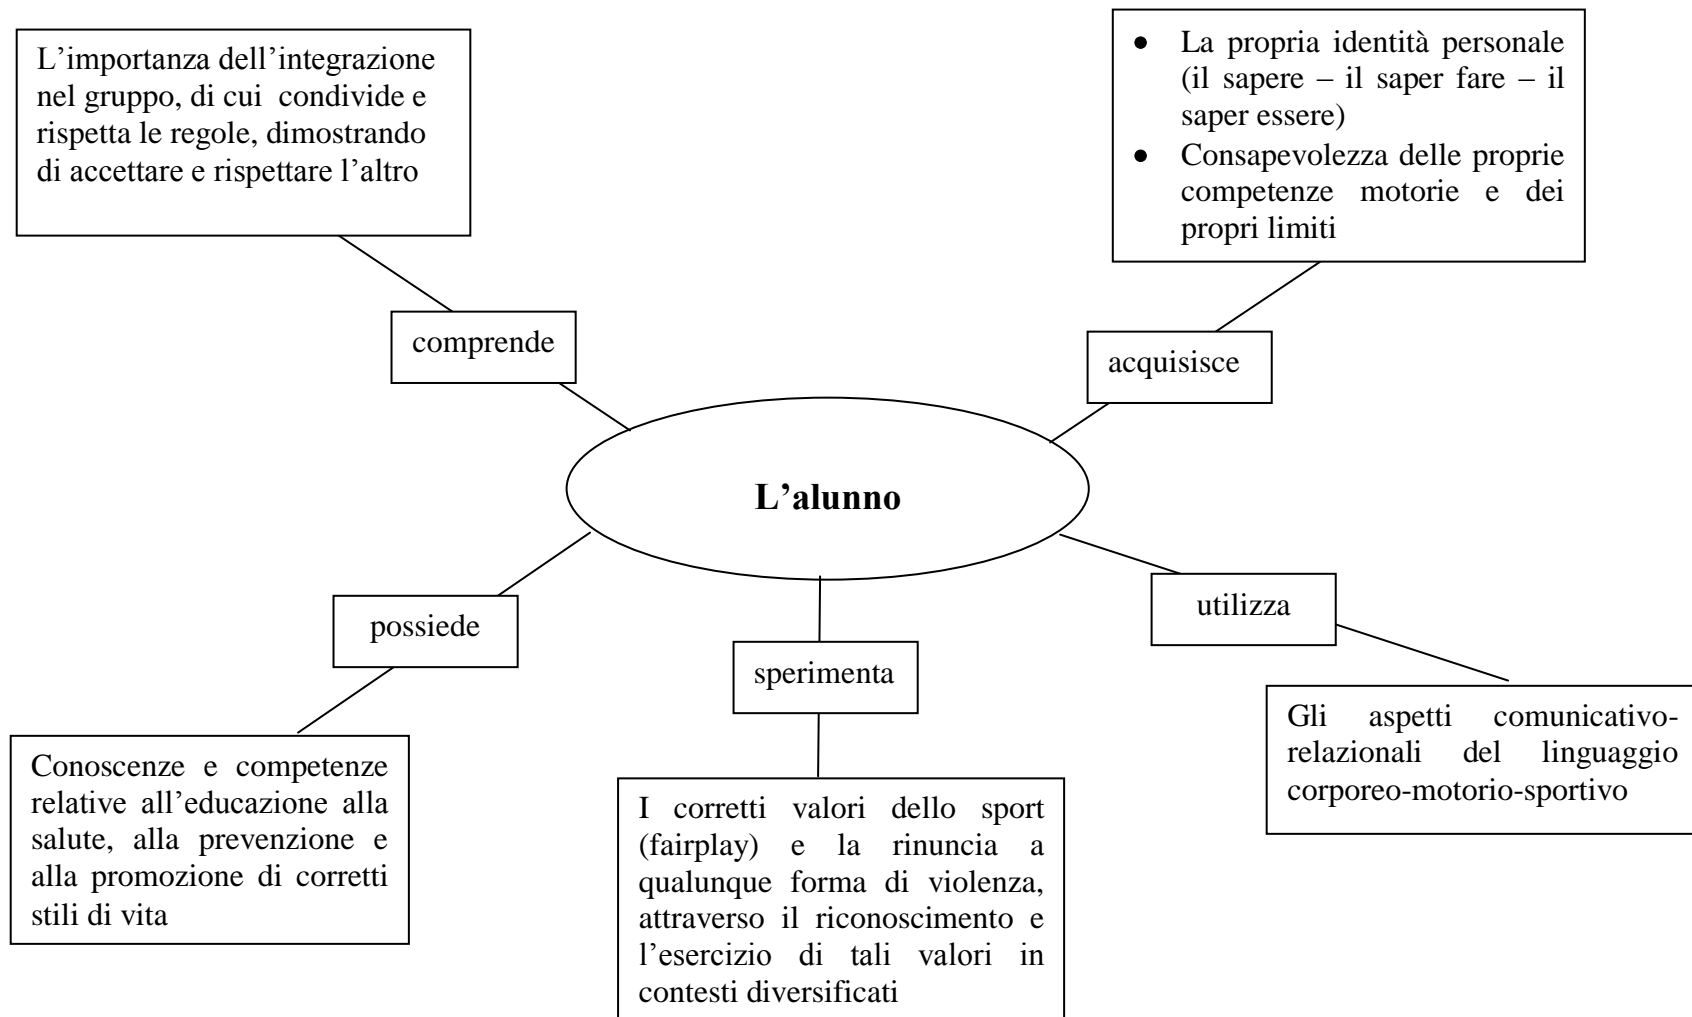 L’importanza dell’integrazione
nel gruppo, di cui condivide e
rispetta le regole, dimostrando
di accettare e rispettare l’altro
• La propria identità personale
(il sapere – il saper fare – il
saper essere)
• Consapevolezza delle proprie
competenze motorie e dei
propri limiti
comprende
acquisisce
L’alunno
possiede
sperimenta
utilizza
Conoscenze e competenze
relative all’educazione alla
salute, alla prevenzione e
alla promozione di corretti
stili di vita
I corretti valori dello sport
(fairplay) e la rinuncia a
qualunque forma di violenza,
attraverso il riconoscimento e
l’esercizio di tali valori in
contesti diversificati
Gli aspetti comunicativo-
relazionali del linguaggio
corporeo-motorio-sportivo